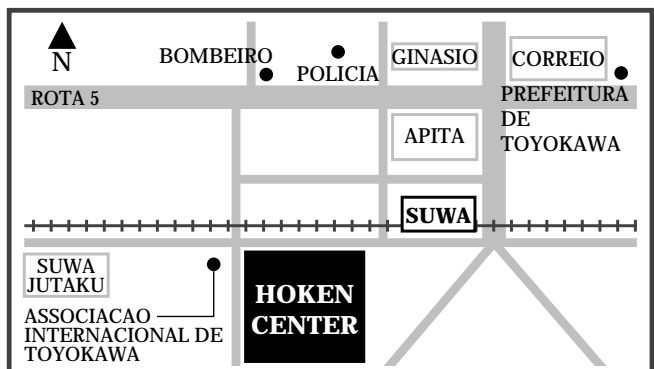 N
BOMBEIRO
POLICIA
GINASIO
CORREIO
ROTA 5
PREFEITURA
DE
TOYOKAWA
APITA
SUWA
SUWA
JUTAKU
ASSOCIACAO
INTERNACIONAL DE
TOYOKAWA
HOKEN
CENTER